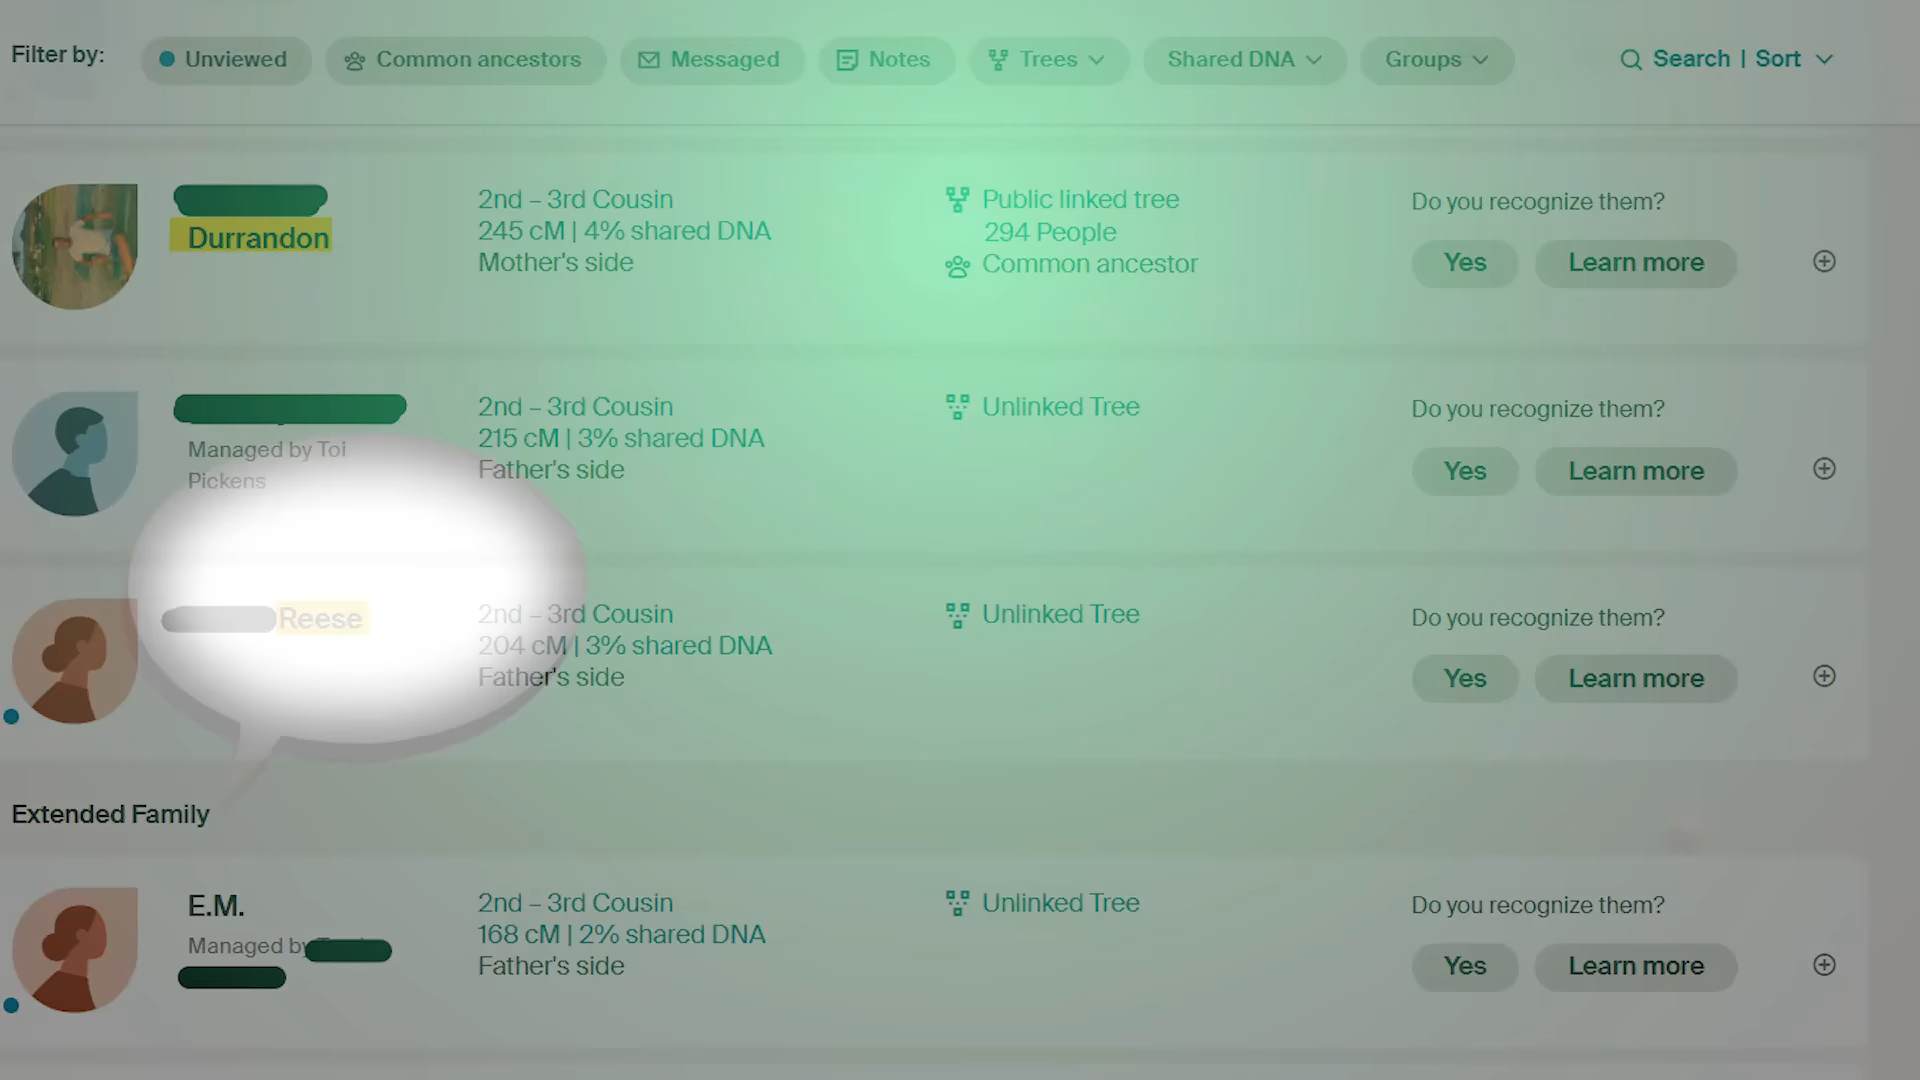 Filter by:
Unviewed
Common ancestors
Messaged
Notes
Trees
Shared DNA
Groups
Search | Sort
Durrandon
2nd – 3rd Cousin
245 cM | 4% shared DNA
Mother's side
Public linked tree
294 People
Common ancestor
Do you recognize them?
Yes
Learn more
Managed by Toi
Pickens
2nd – 3rd Cousin
215 cM | 3% shared DNA
Father's side
Unlinked Tree
Do you recognize them?
Yes
Learn more
Reese
2nd – 3rd Cousin
204 cM | 3% shared DNA
Father's side
Unlinked Tree
Do you recognize them?
Yes
Learn more
Extended Family
E.M.
Managed by
2nd – 3rd Cousin
168 cM | 2% shared DNA
Father's side
Unlinked Tree
Do you recognize them?
Yes
Learn more